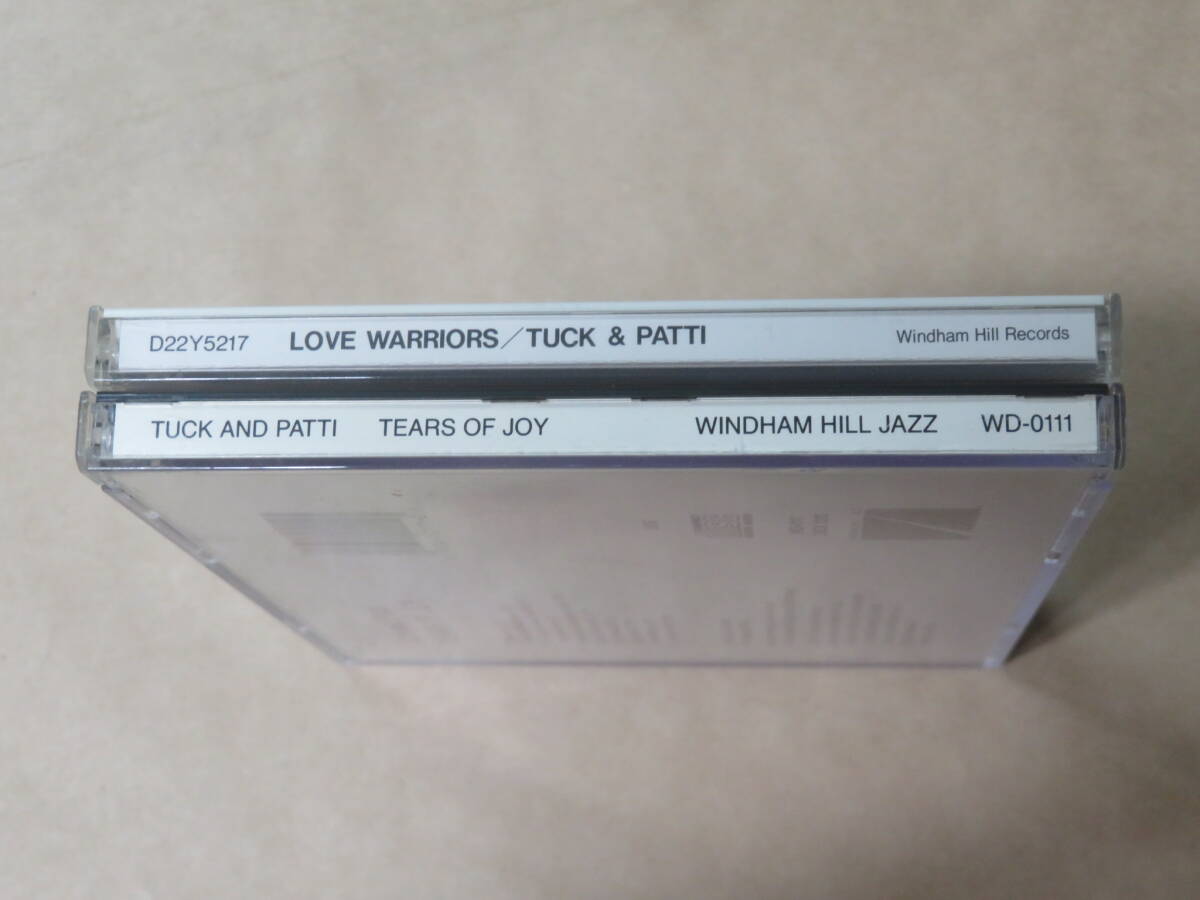 D22Y5217 LOVE WARRIORS／TUCK & PATTI Windham Hill Records
TUCK AND PATTI TEARS OF JOY WINDHAM HILL JAZZ WD-0111